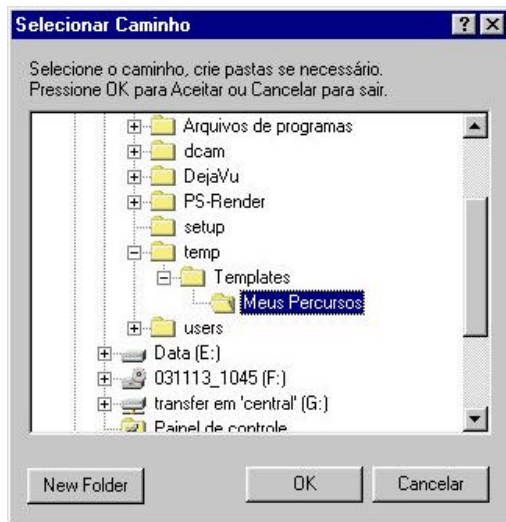 Selecionar Caminho
Selecione o caminho, crie pastas se necessário.
Pressione OK para Aceitar ou Cancelar para sair.
Arquivos de programas
dcam
DejaVu
PS-Render
setup
temp
Templates
Meus Percursos
users
Data (E:)
031113_1045 (F:)
transfer em 'central' (G:)
Painel de controle
New Folder OK Cancelar